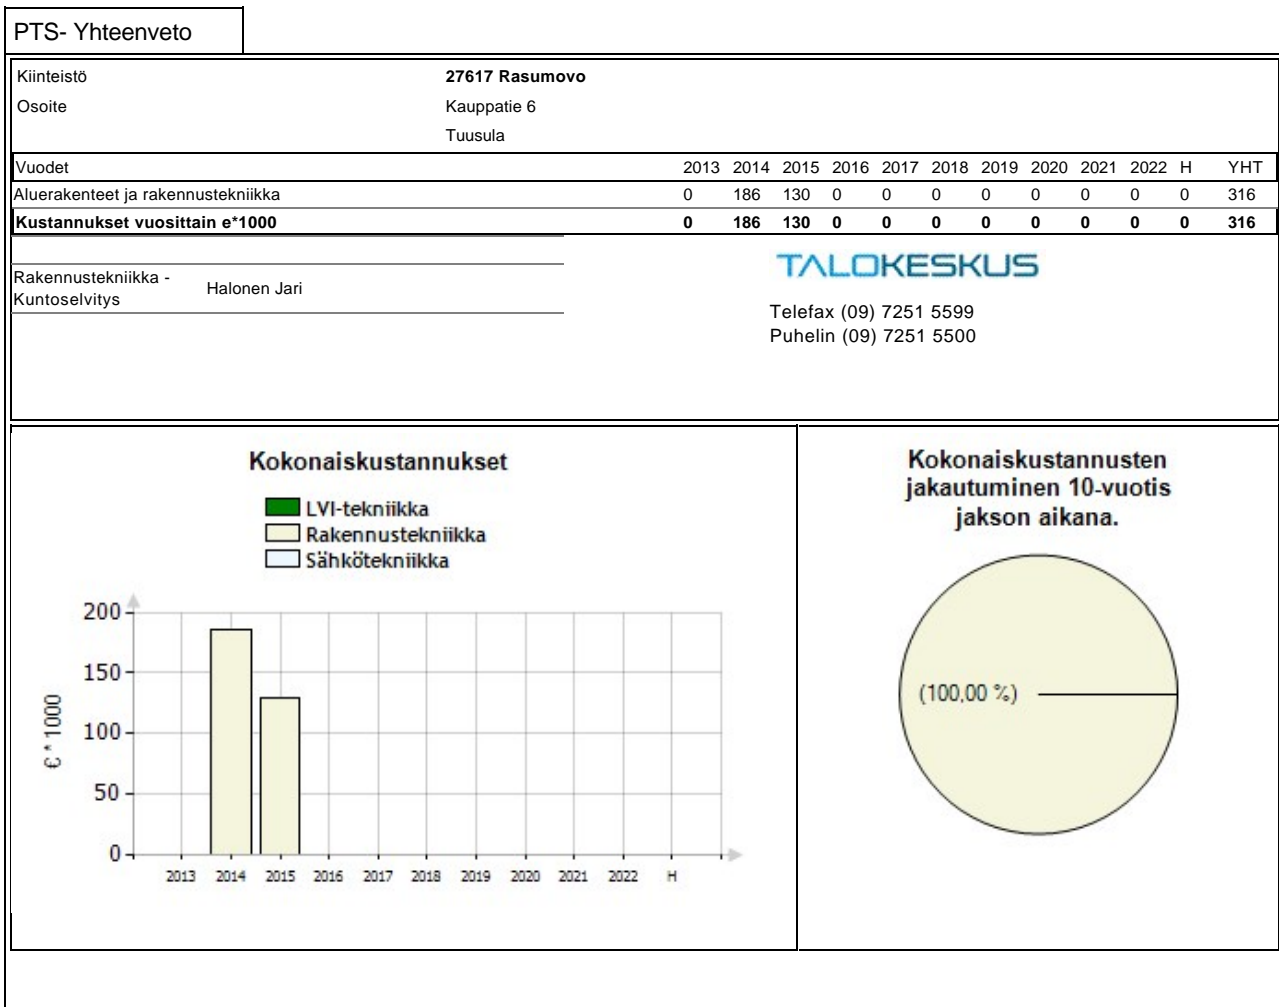 PTS- Yhteenveto
Kiinteistö 27617 Rasumovo
Osoite Kauppatie 6
Tuusula
Vuodet 2013 2014 2015 2016 2017 2018 2019 2020 2021 2022 H YHT
Aluerakenteet ja rakennustekniikka 0 186 130 0 0 0 0 0 0 0 0 316
Kustannukset vuosittain e*1000 0 186 130 0 0 0 0 0 0 0 0 316
Rakennustekniikka -
Kuntoselvitys Halonen Jari
TALOKESKUS
Telefax (09) 7251 5599
Puhelin (09) 7251 5500
Kokonaiskustannukset
LVI-tekniikka
Rakennustekniikka
Sähkötekniikka
€ * 1000
200
150
100
50
0
2013 2014 2015 2016 2017 2018 2019 2020 2021 2022 H
Kokonaiskustannusten
jakautuminen 10-vuotis
jakson aikana.
(100,00 %)